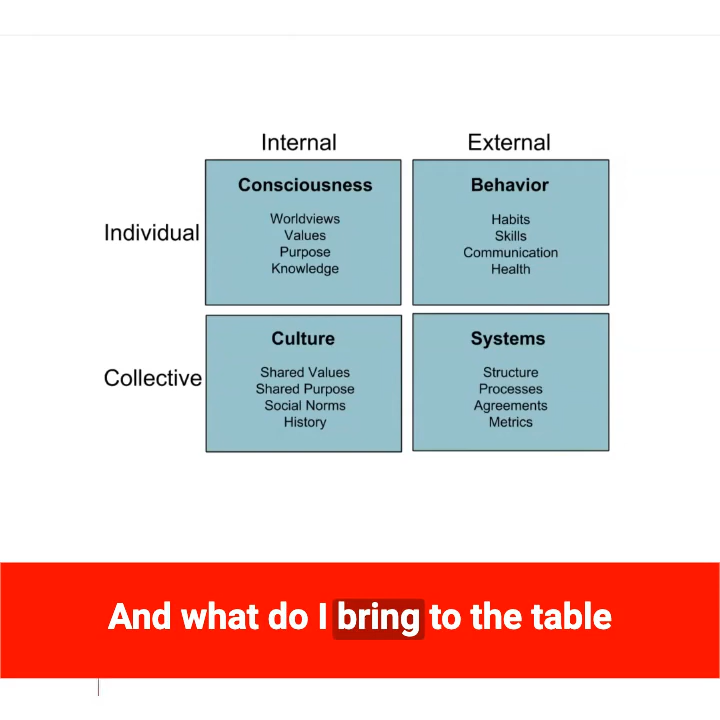 Internal External
Consciousness
Worldviews
Values
Purpose
Knowledge
Behavior
Habits
Skills
Communication
Health
Individual
Culture
Shared Values
Shared Purpose
Social Norms
History
Systems
Structure
Processes
Agreements
Metrics
Collective
And what do I bring to the table